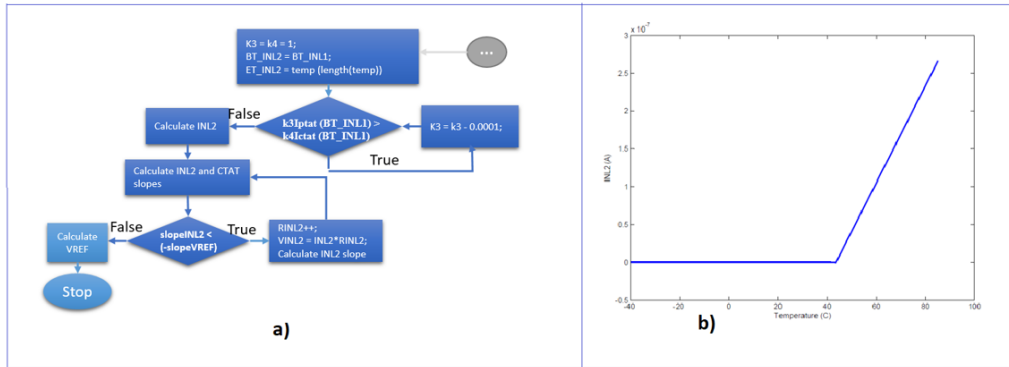 K3 = k4 = 1;
BT_INL2 = BT_INL1;
ET_INL2 = temp (length(temp))
...
False
k3Iptat (BT_INL1) >
k4Ictat (BT_INL1)
Calculate INL2
K3 = k3 - 0.0001;
True
Calculate INL2 and CTAT
slopes
False
slopeINL2 <
(-slopeVREF)
True
RINL2++;
VINL2 = INL2*RINL2;
Calculate INL2 slope
Calculate
VREF
Stop
a)
x 10^-7
3
2.5
2
1.5
1
0.5
0
-0.5
IINL2 (A)
-40 -20 0 20 40 60 80 100
Temperature (C)
b)